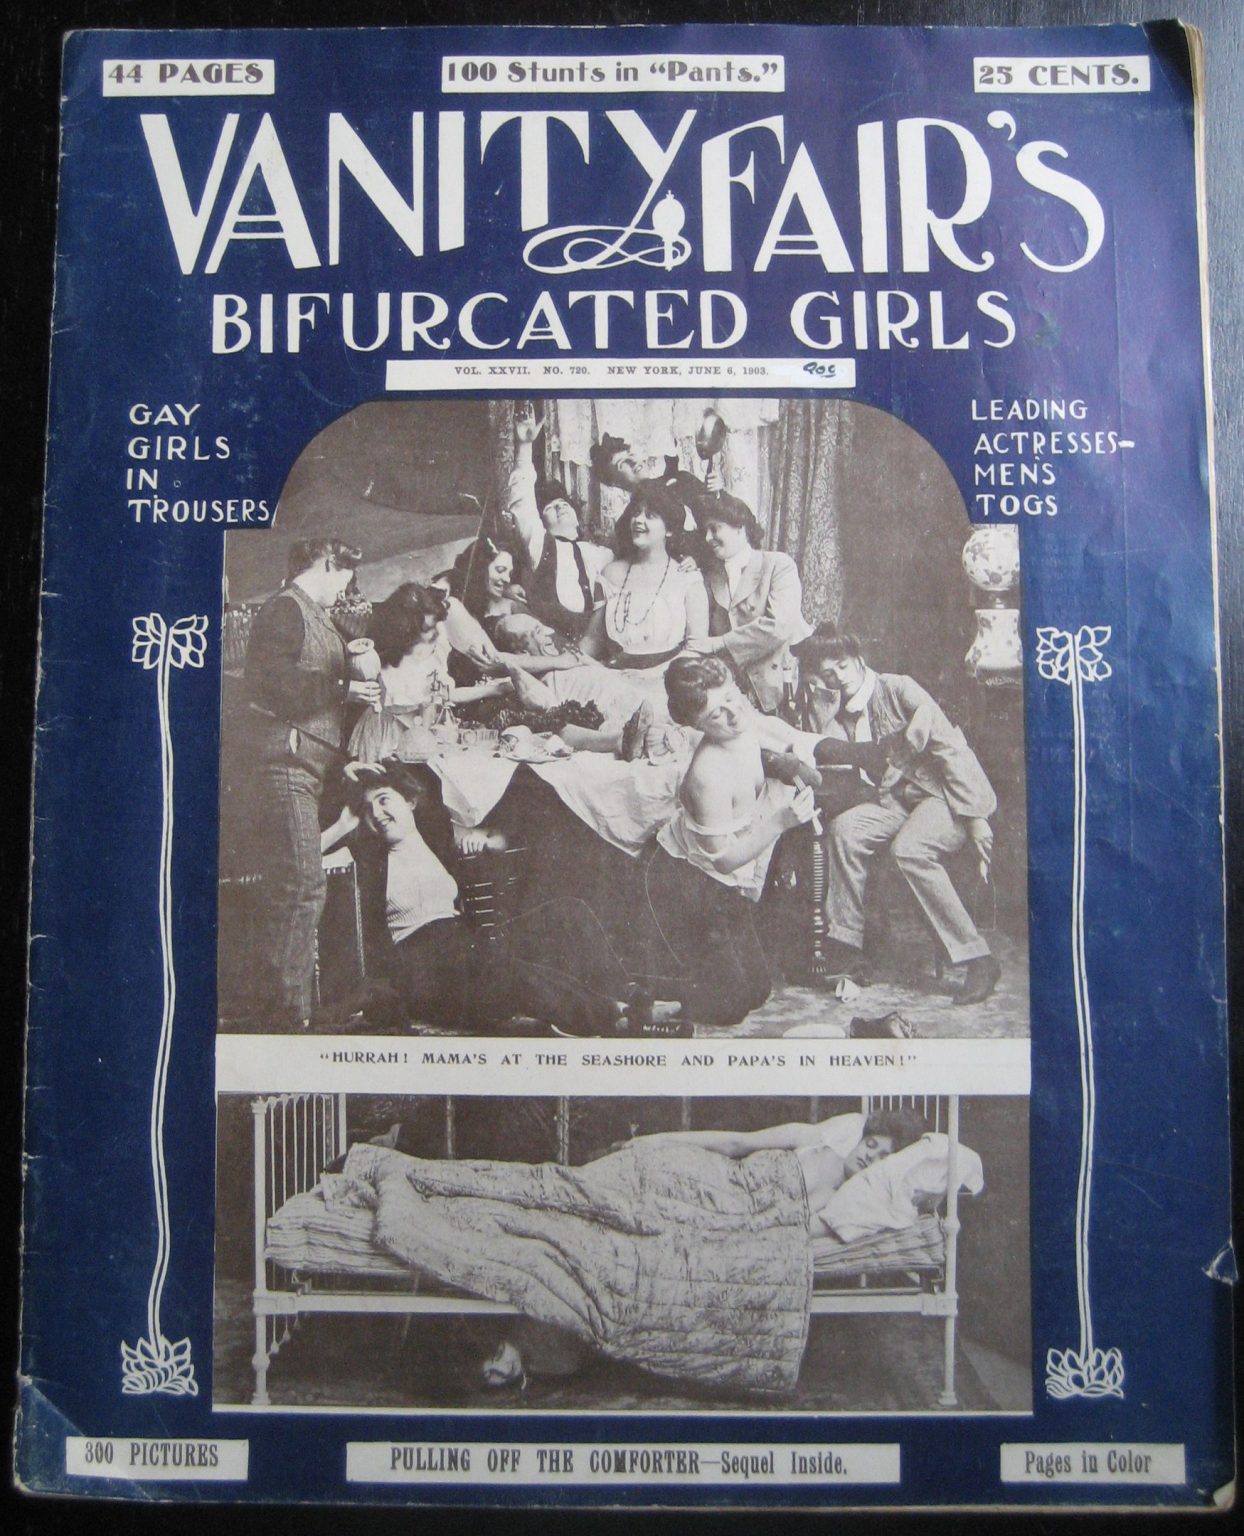 44 PAGES
100 Stunts in "Pants."
25 CENTS.
VANITY FAIR'S
BIFURCATED GIRLS
VOL. XXVII. NO. 720. NEW YORK, JUNE 6, 1903. 90c
GAY
GIRLS
IN
TROUSERS
LEADING
ACTRESSES-
MEN'S
TOGS
"HURRAH! MAMA'S AT THE SEASHORE AND PAPA'S IN HEAVEN!"
300 PICTURES
PULLING OFF THE COMFORTER—Sequel Inside.
Pages in Color